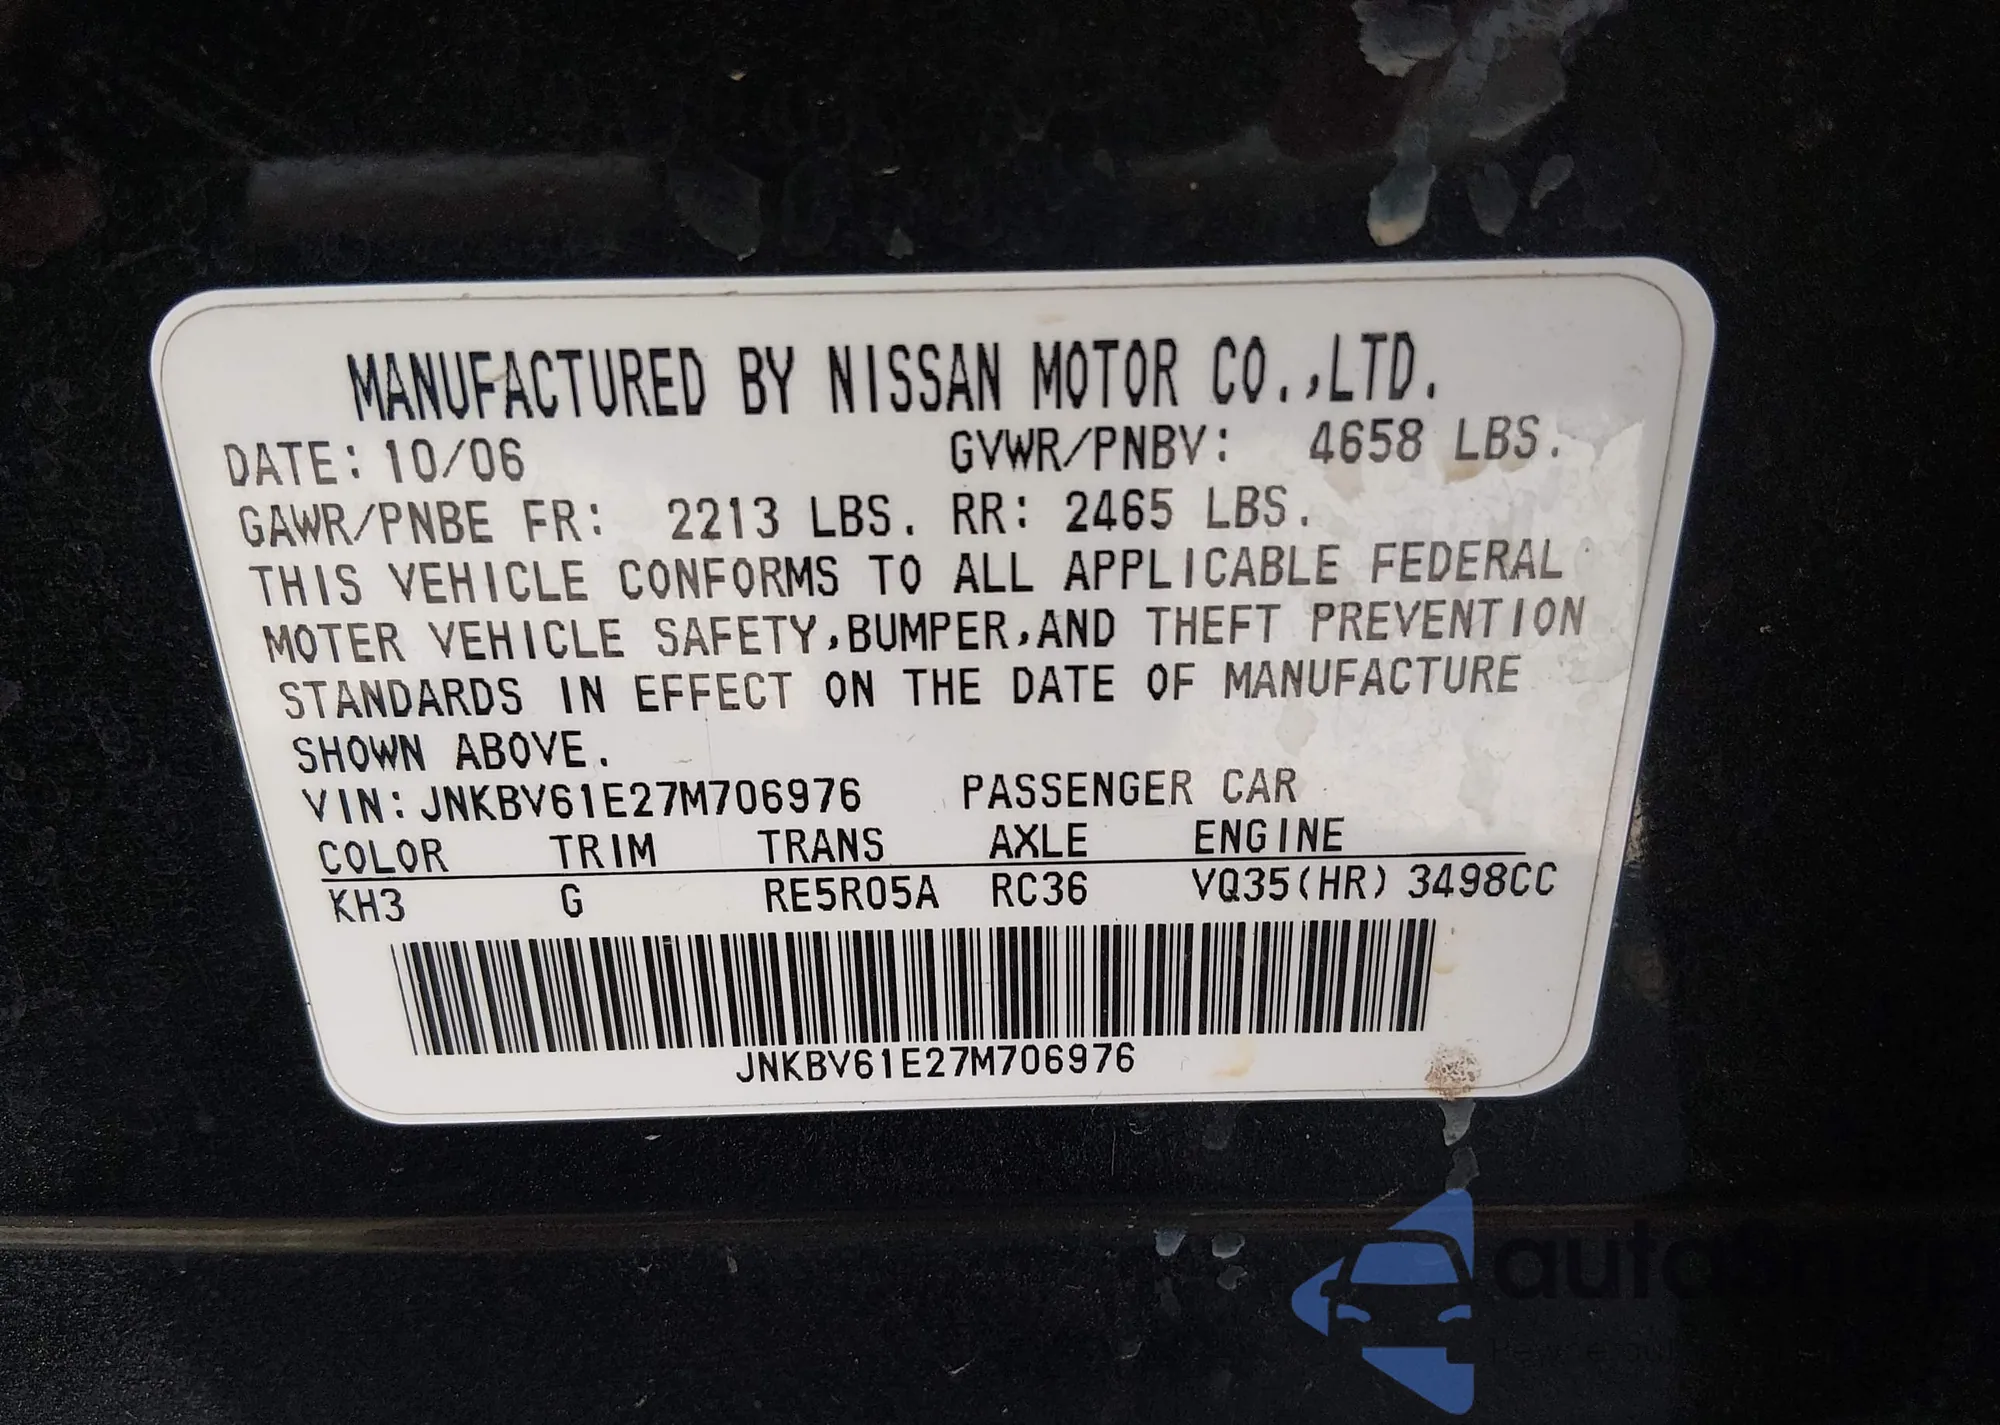 MANUFACTURED BY NISSAN MOTOR CO.,LTD.
DATE: 10/06 GVWR/PNBV: 4658 LBS.
GAWR/PNBE FR: 2213 LBS. RR: 2465 LBS.
THIS VEHICLE CONFORMS TO ALL APPLICABLE FEDERAL
MOTER VEHICLE SAFETY,BUMPER,AND THEFT PREVENTION
STANDARDS IN EFFECT ON THE DATE OF MANUFACTURE
SHOWN ABOVE.
VIN: JNKBV61E27M706976 PASSENGER CAR
COLOR TRIM TRANS AXLE ENGINE
KH3 G RE5R05A RC36 VQ35(HR) 3498CC
JNKBV61E27M706976